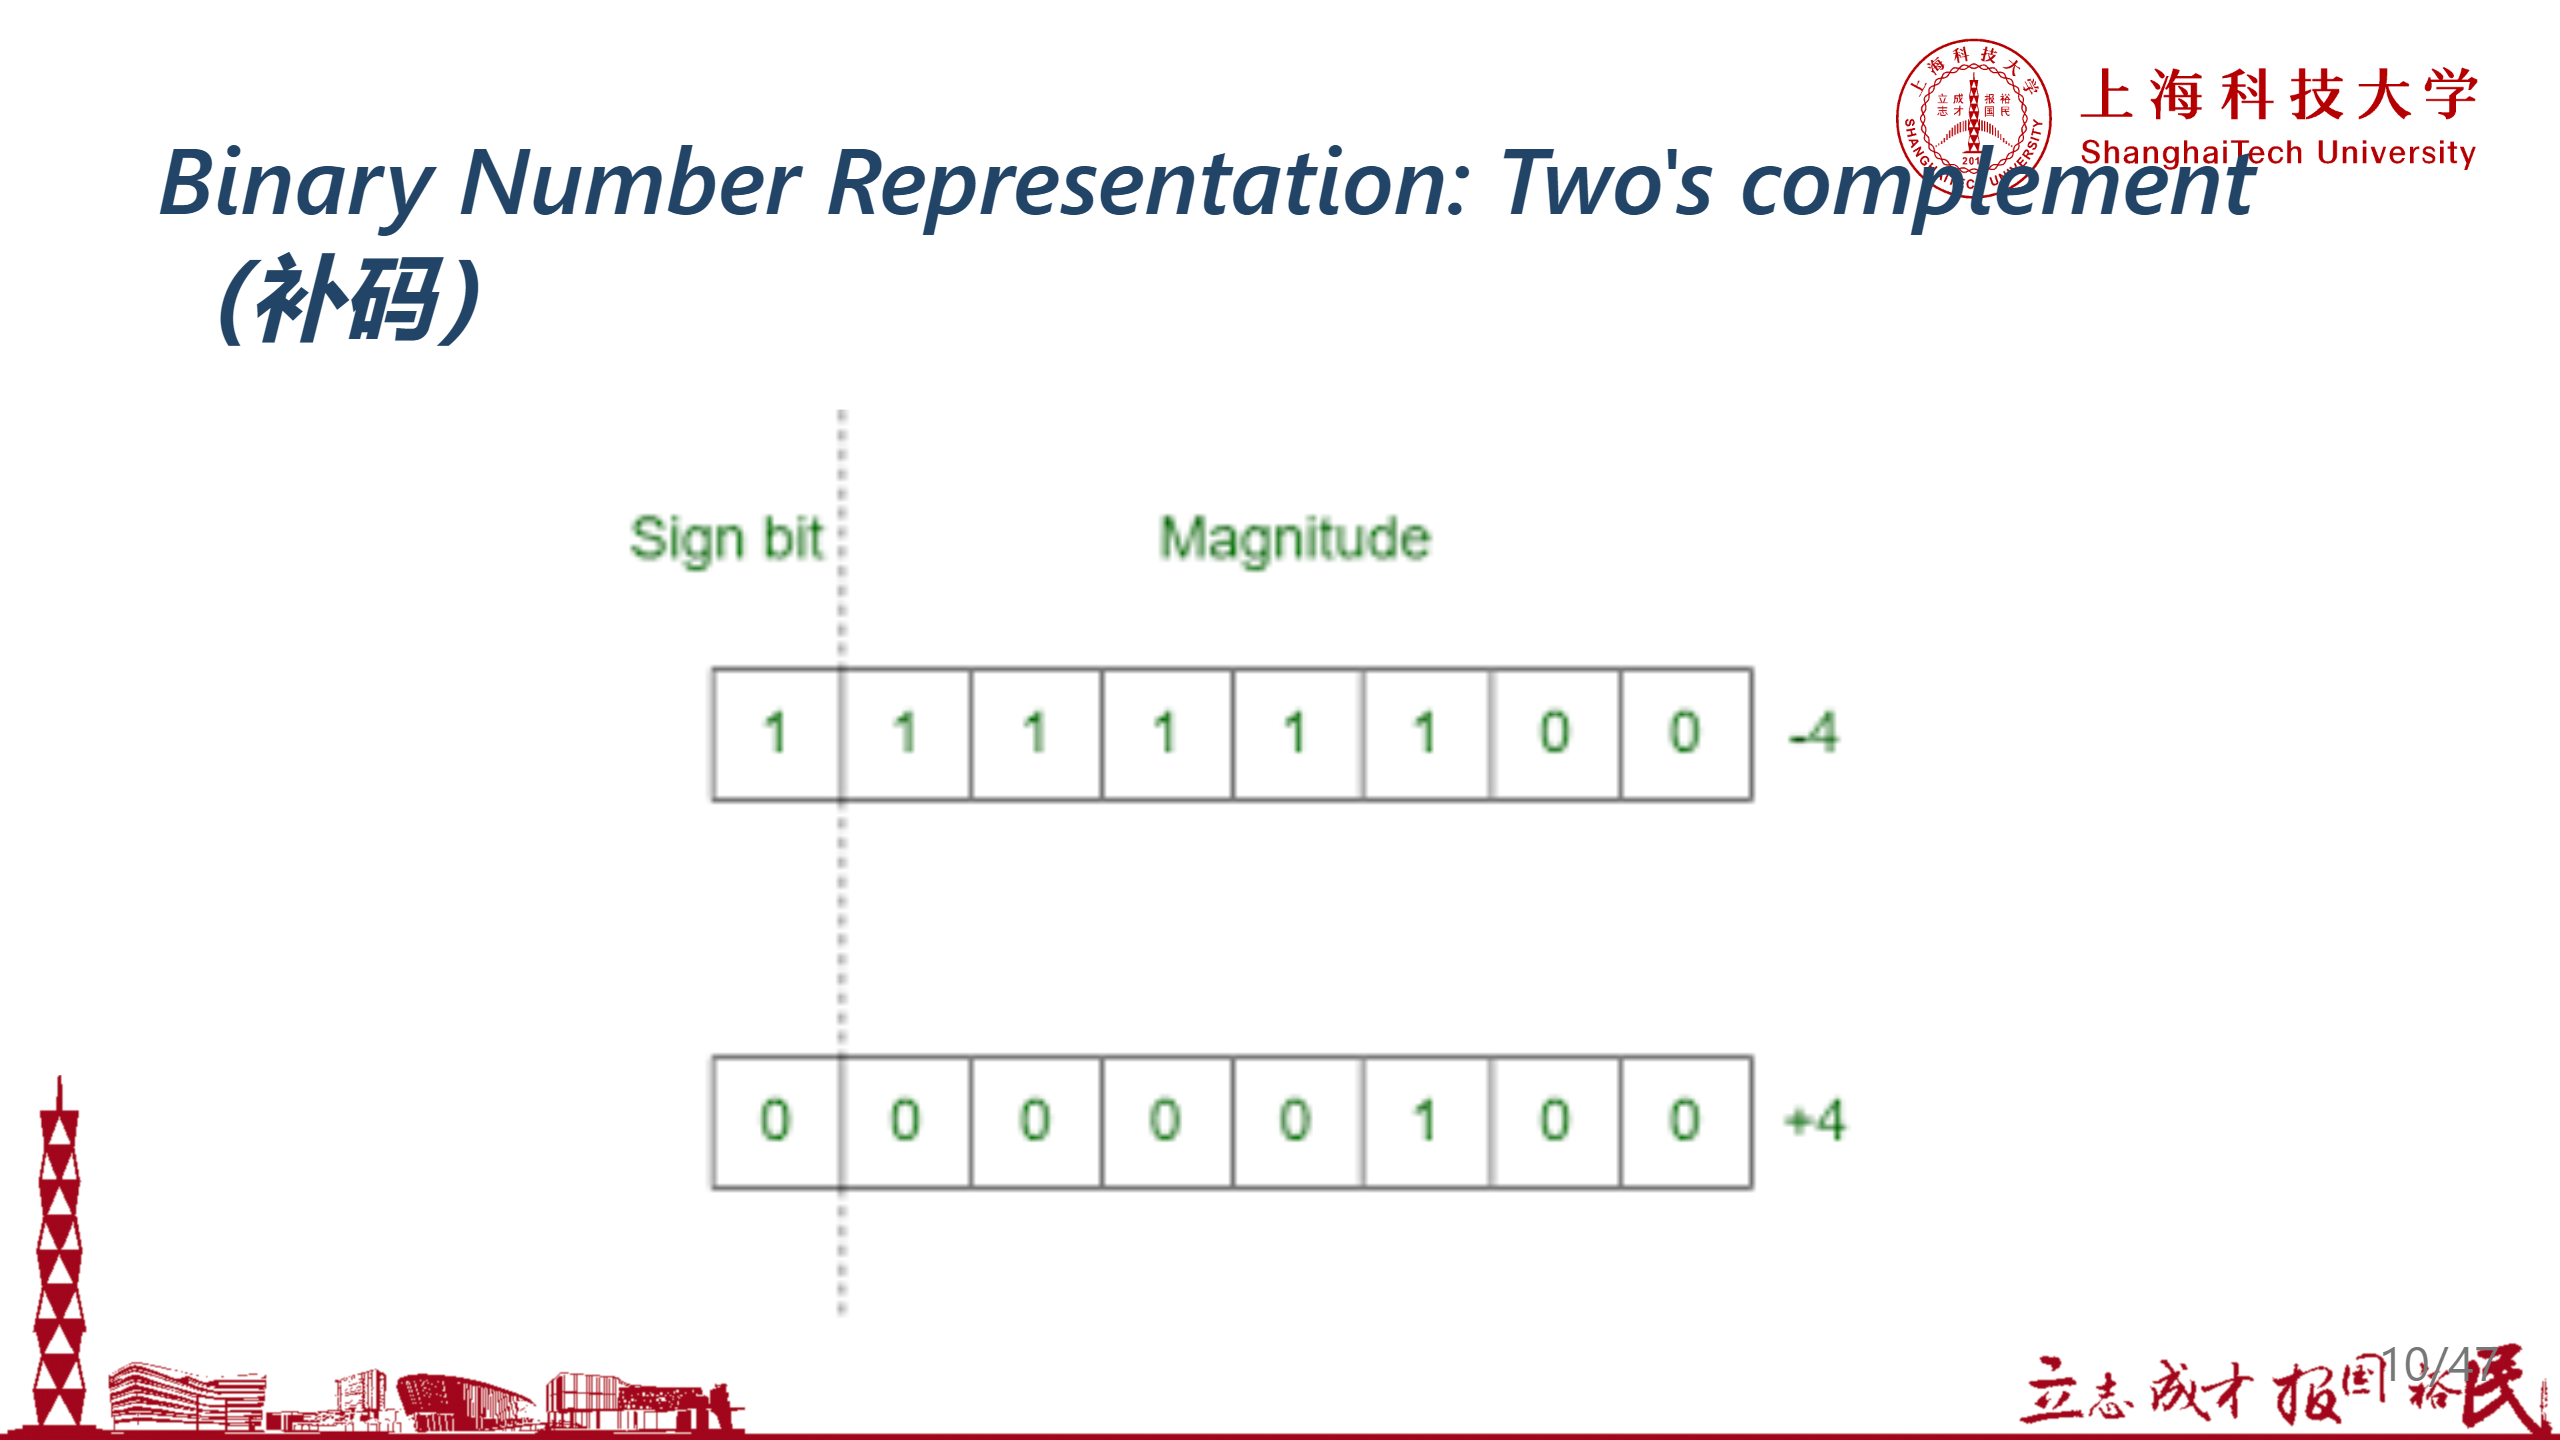 上海科技大学
ShanghaiTech University
Binary Number Representation: Two's complement
(补码)
Sign bit
Magnitude
1 1 1 1 1 1 0 0 -4
0 0 0 0 0 1 0 0 +4
立志成才报国裕民
10/47